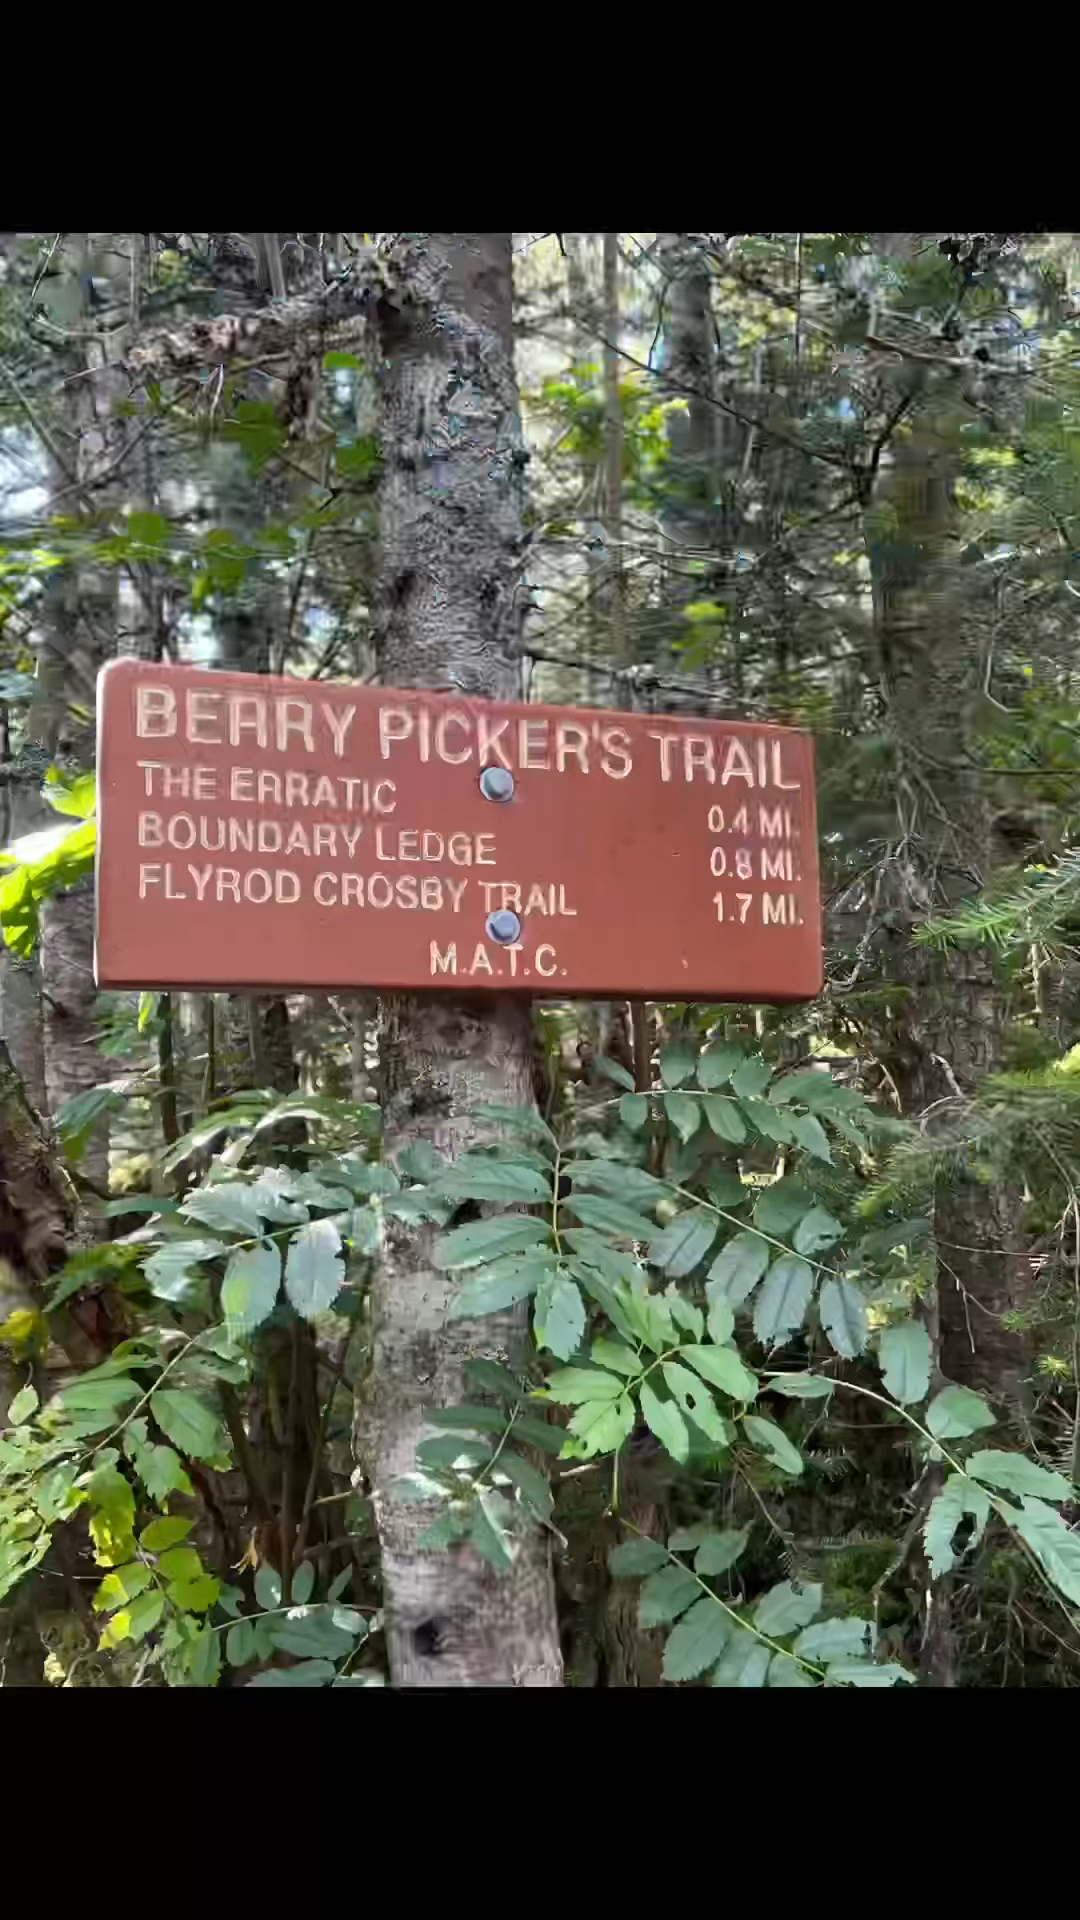 BERRY PICKER'S TRAIL
THE ERRATIC 0.4 MI.
BOUNDARY LEDGE 0.8 MI.
FLYROD CROSBY TRAIL 1.7 MI.
M.A.T.C.